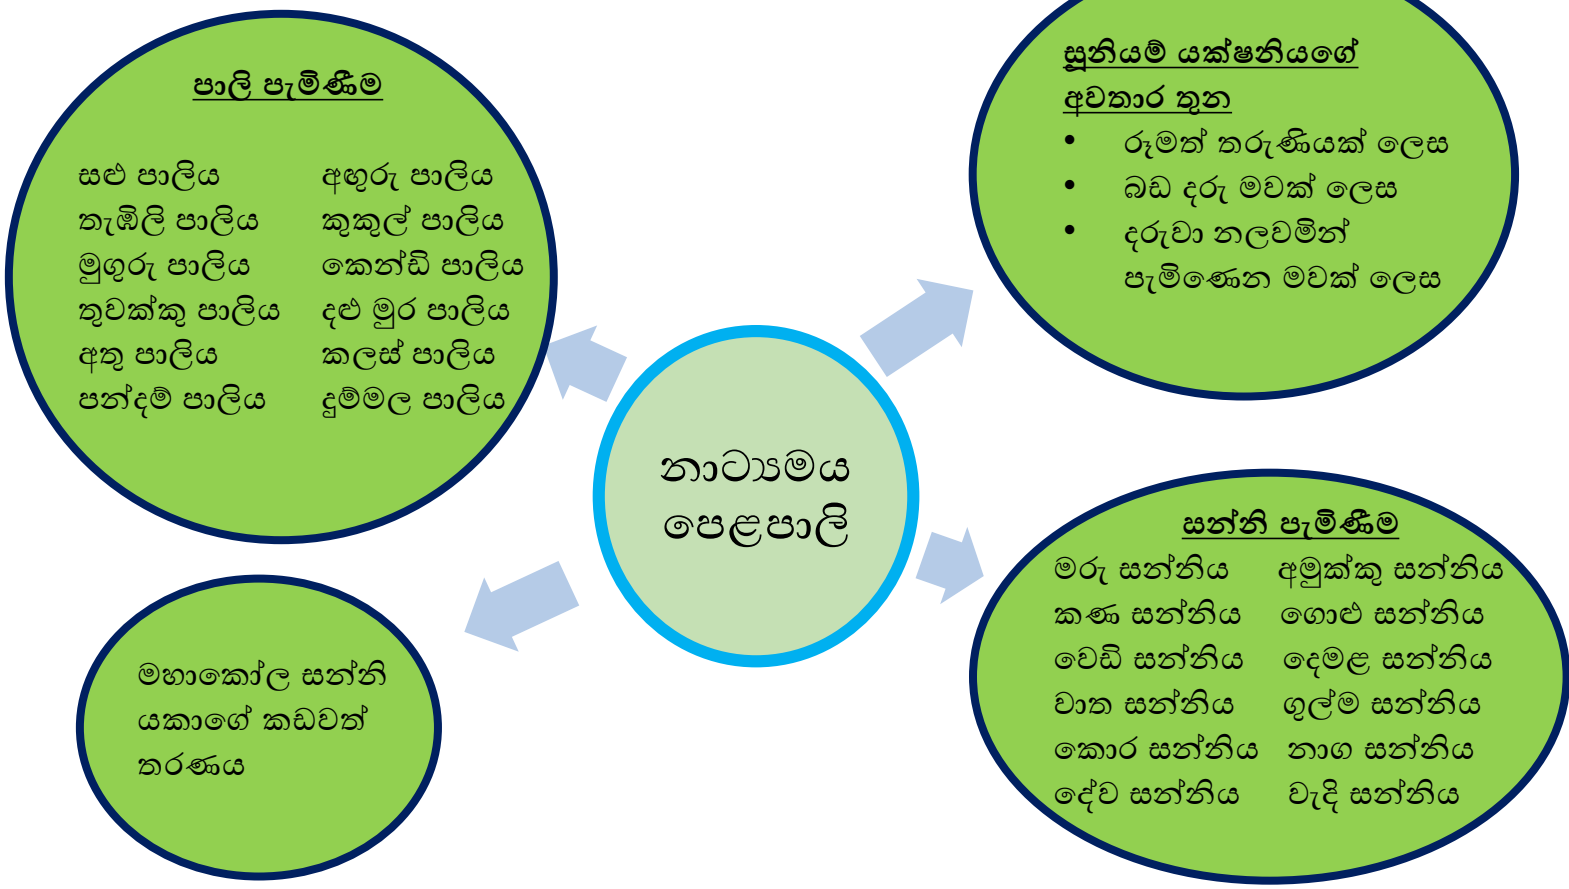 පාලි පැමිණීම
සළු පාලිය අඟුරු පාලිය
තැඹිලි පාලිය කුකුල් පාලිය
මුගුරු පාලිය කෙන්ඩි පාලිය
තුවක්කු පාලිය දළු මුර පාලිය
අතු පාලිය කලස් පාලිය
පන්දම් පාලිය දුම්මල පාලිය
සූනියම් යක්ෂනියගේ
අවතාර තුන
• රූමත් තරුණියක් ලෙස
• බඩ දරු මවක් ලෙස
• දරුවා නලවමින්
පැමිණෙන මවක් ලෙස
නාට්‍යමය
පෙළපාලි
මහාකෝල සන්නි
යකාගේ කඩවත්
තරණය
සන්නි පැමිණීම
මරු සන්නිය අමුක්කු සන්නිය
කණ සන්නිය ගොළු සන්නිය
වෙඩි සන්නිය දෙමළ සන්නිය
වාත සන්නිය ගුල්ම සන්නිය
කොර සන්නිය නාග සන්නිය
දේව සන්නිය වැදි සන්නිය